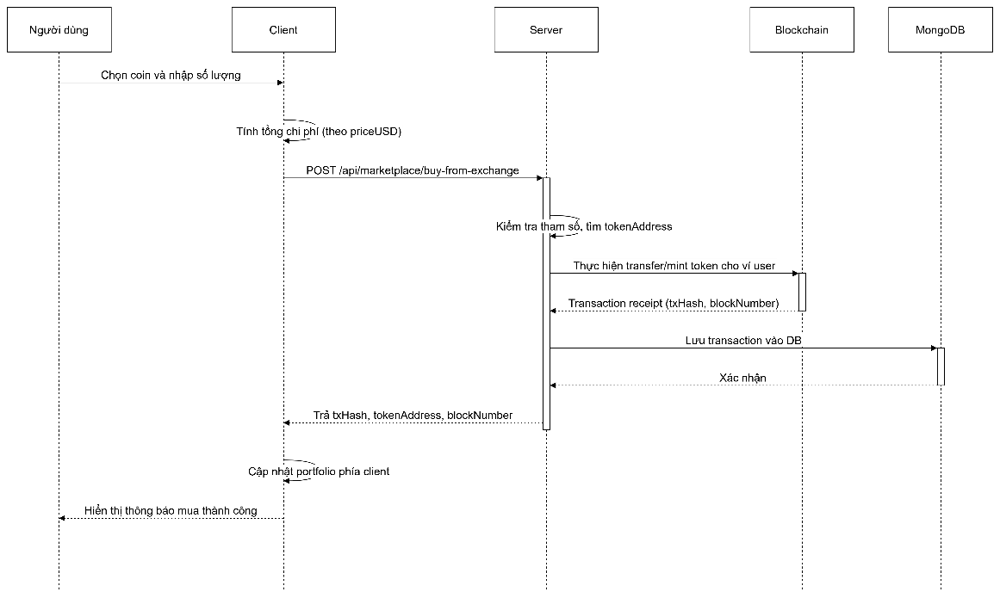 Người dùng
Client
Server
Blockchain
MongoDB
Chọn coin và nhập số lượng
Tính tổng chi phí (theo priceUSD)
POST /api/marketplace/buy-from-exchange
Kiểm tra tham số, tìm tokenAddress
Thực hiện transfer/mint token cho ví user
Transaction receipt (txHash, blockNumber)
Lưu transaction vào DB
Xác nhận
Trả txHash, tokenAddress, blockNumber
Cập nhật portfolio phía client
Hiển thị thông báo mua thành công